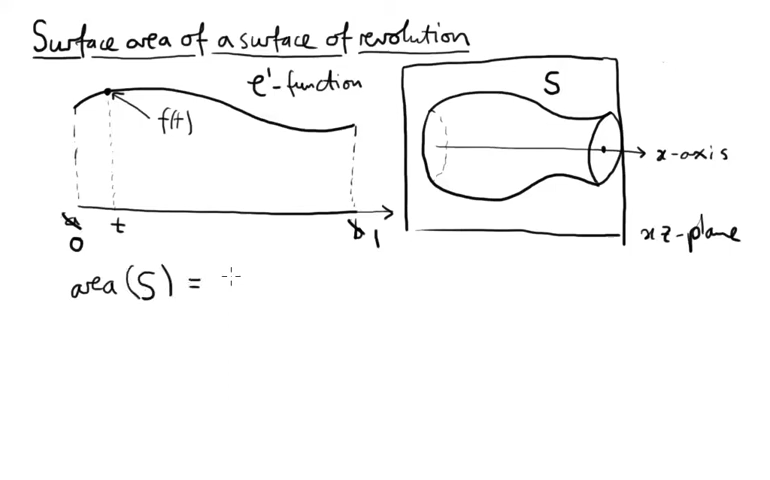 Surface area of a surface of revolution
C¹-function
f(t)
S
x-axis
a t b 1
0
xz-plane
area(S) =